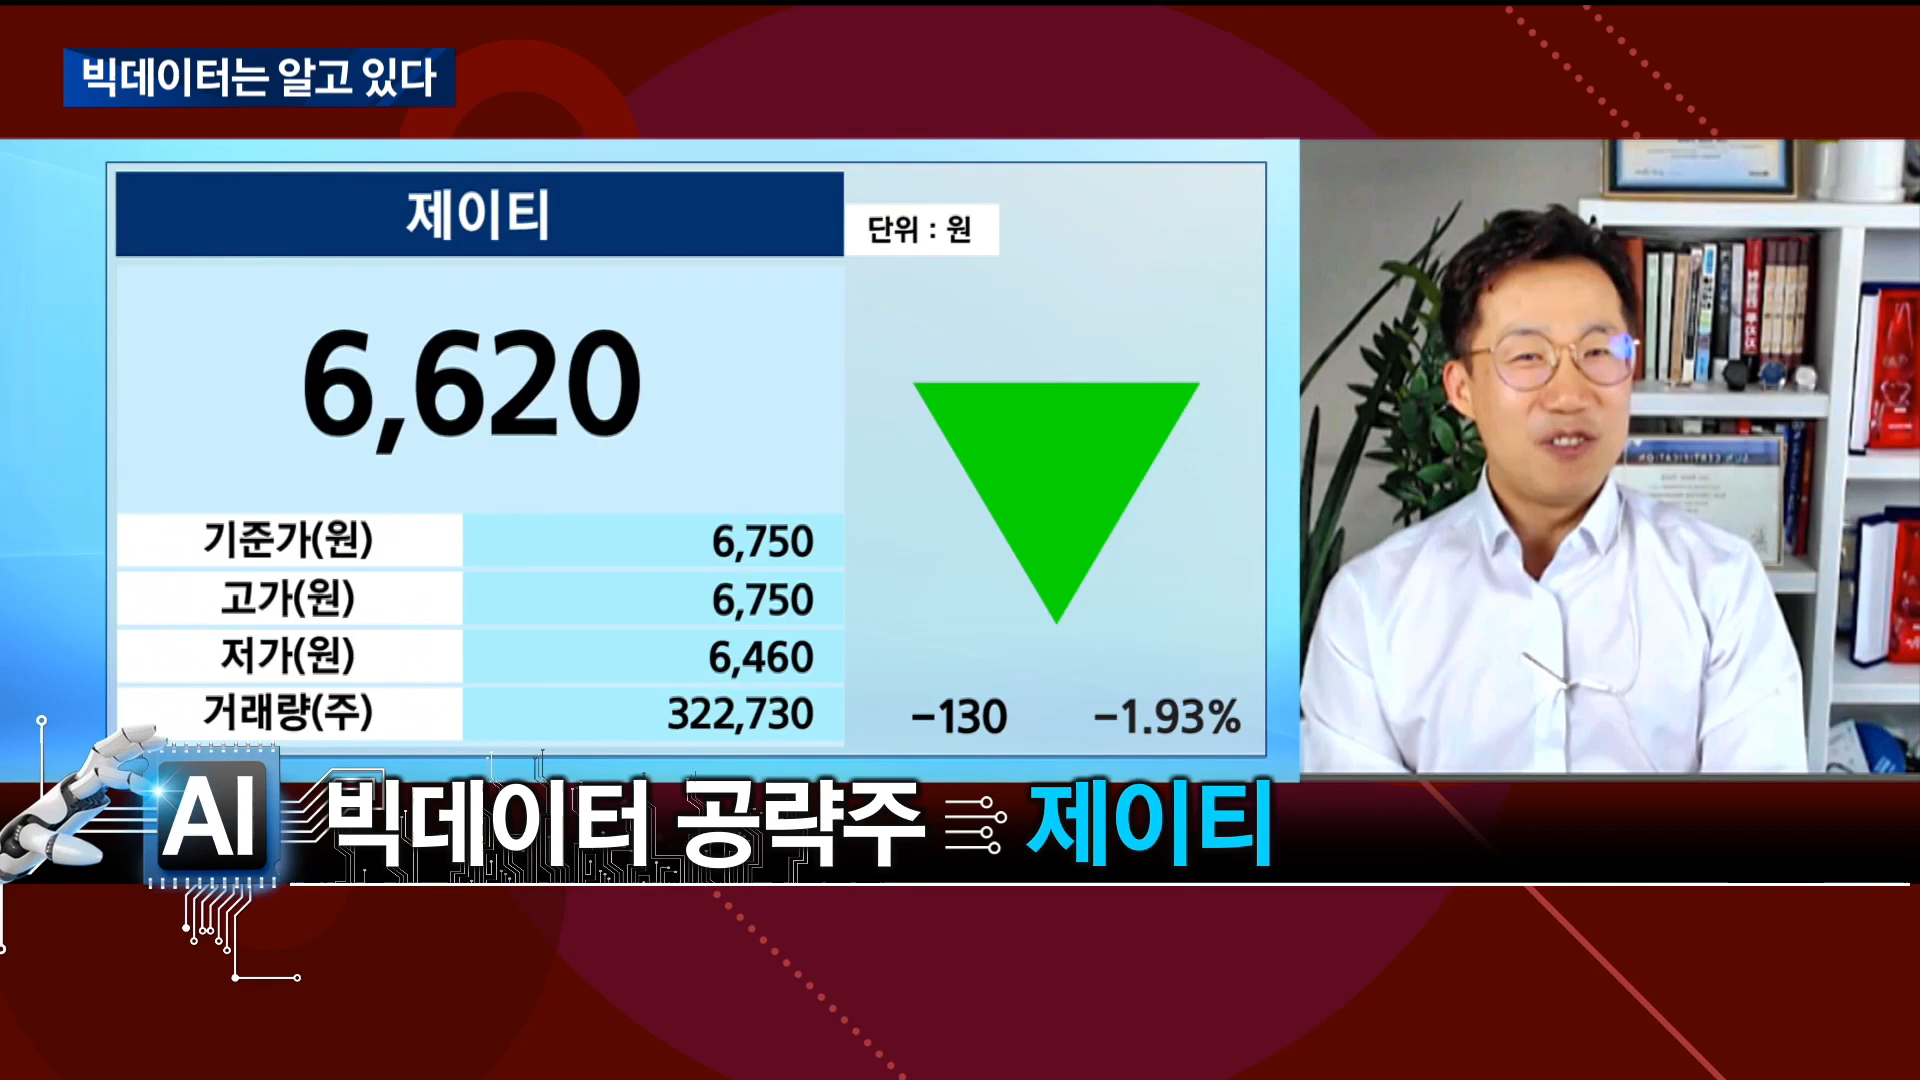 빅데이터는 알고 있다
제이티
단위 : 원
6,620
기준가(원) 6,750
고가(원) 6,750
저가(원) 6,460
거래량(주) 322,730
-130 -1.93%
AI 빅데이터 공략주 제이티